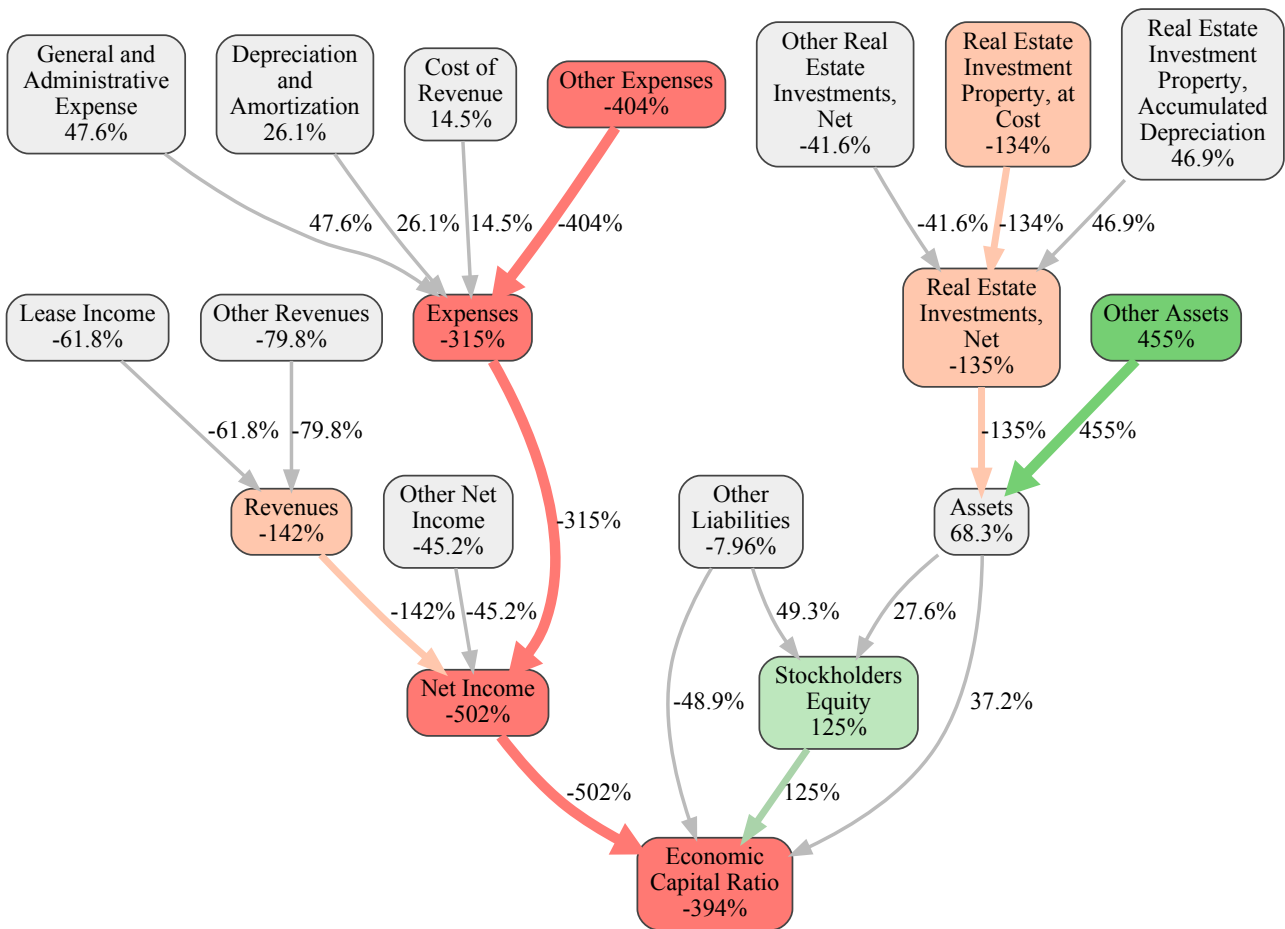 General and
Administrative
Expense
47.6%
Depreciation
and
Amortization
26.1%
Cost of
Revenue
14.5%
Other Expenses
-404%
Other Real
Estate
Investments,
Net
-41.6%
Real Estate
Investment
Property, at
Cost
-134%
Real Estate
Investment
Property,
Accumulated
Depreciation
46.9%
47.6%
26.1%
14.5%
-404%
-41.6%
-134%
46.9%
Lease Income
-61.8%
Other Revenues
-79.8%
Expenses
-315%
Real Estate
Investments,
Net
-135%
Other Assets
455%
-61.8%
-79.8%
-315%
-135%
455%
Revenues
-142%
Other Net
Income
-45.2%
Other
Liabilities
-7.96%
Assets
68.3%
-142%
-45.2%
49.3%
27.6%
Net Income
-502%
-48.9%
Stockholders
Equity
125%
37.2%
-502%
125%
Economic
Capital Ratio
-394%